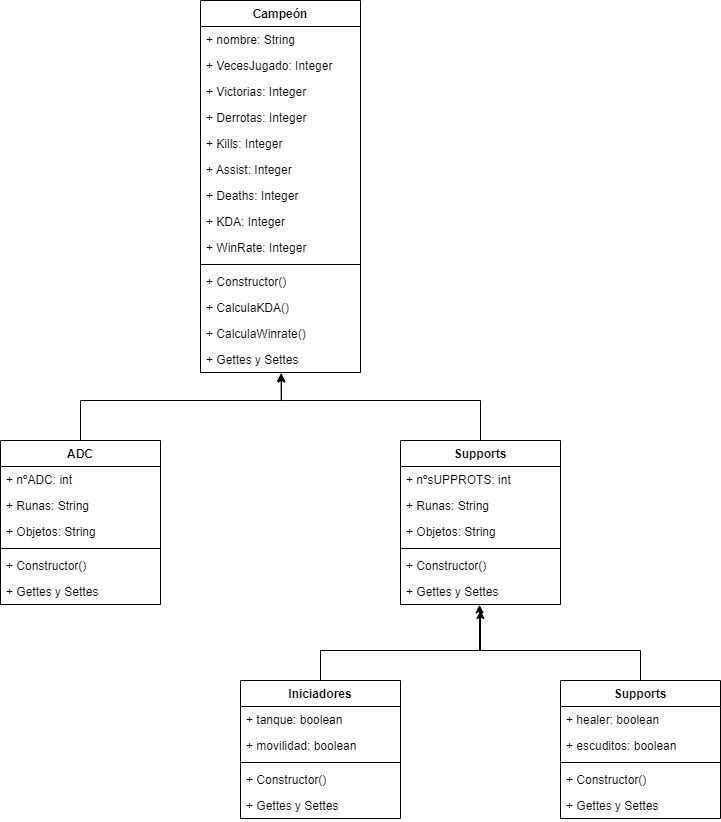 Campeón
+ nombre: String
+ VecesJugado: Integer
+ Victorias: Integer
+ Derrotas: Integer
+ Kills: Integer
+ Assist: Integer
+ Deaths: Integer
+ KDA: Integer
+ WinRate: Integer
+ Constructor()
+ CalculaKDA()
+ CalculaWinrate()
+ Gettes y Settes
ADC
+ nºADC: int
+ Runas: String
+ Objetos: String
+ Constructor()
+ Gettes y Settes
Supports
+ nºsUPPROTS: int
+ Runas: String
+ Objetos: String
+ Constructor()
+ Gettes y Settes
Iniciadores
+ tanque: boolean
+ movilidad: boolean
+ Constructor()
+ Gettes y Settes
Supports
+ healer: boolean
+ escuditos: boolean
+ Constructor()
+ Gettes y Settes